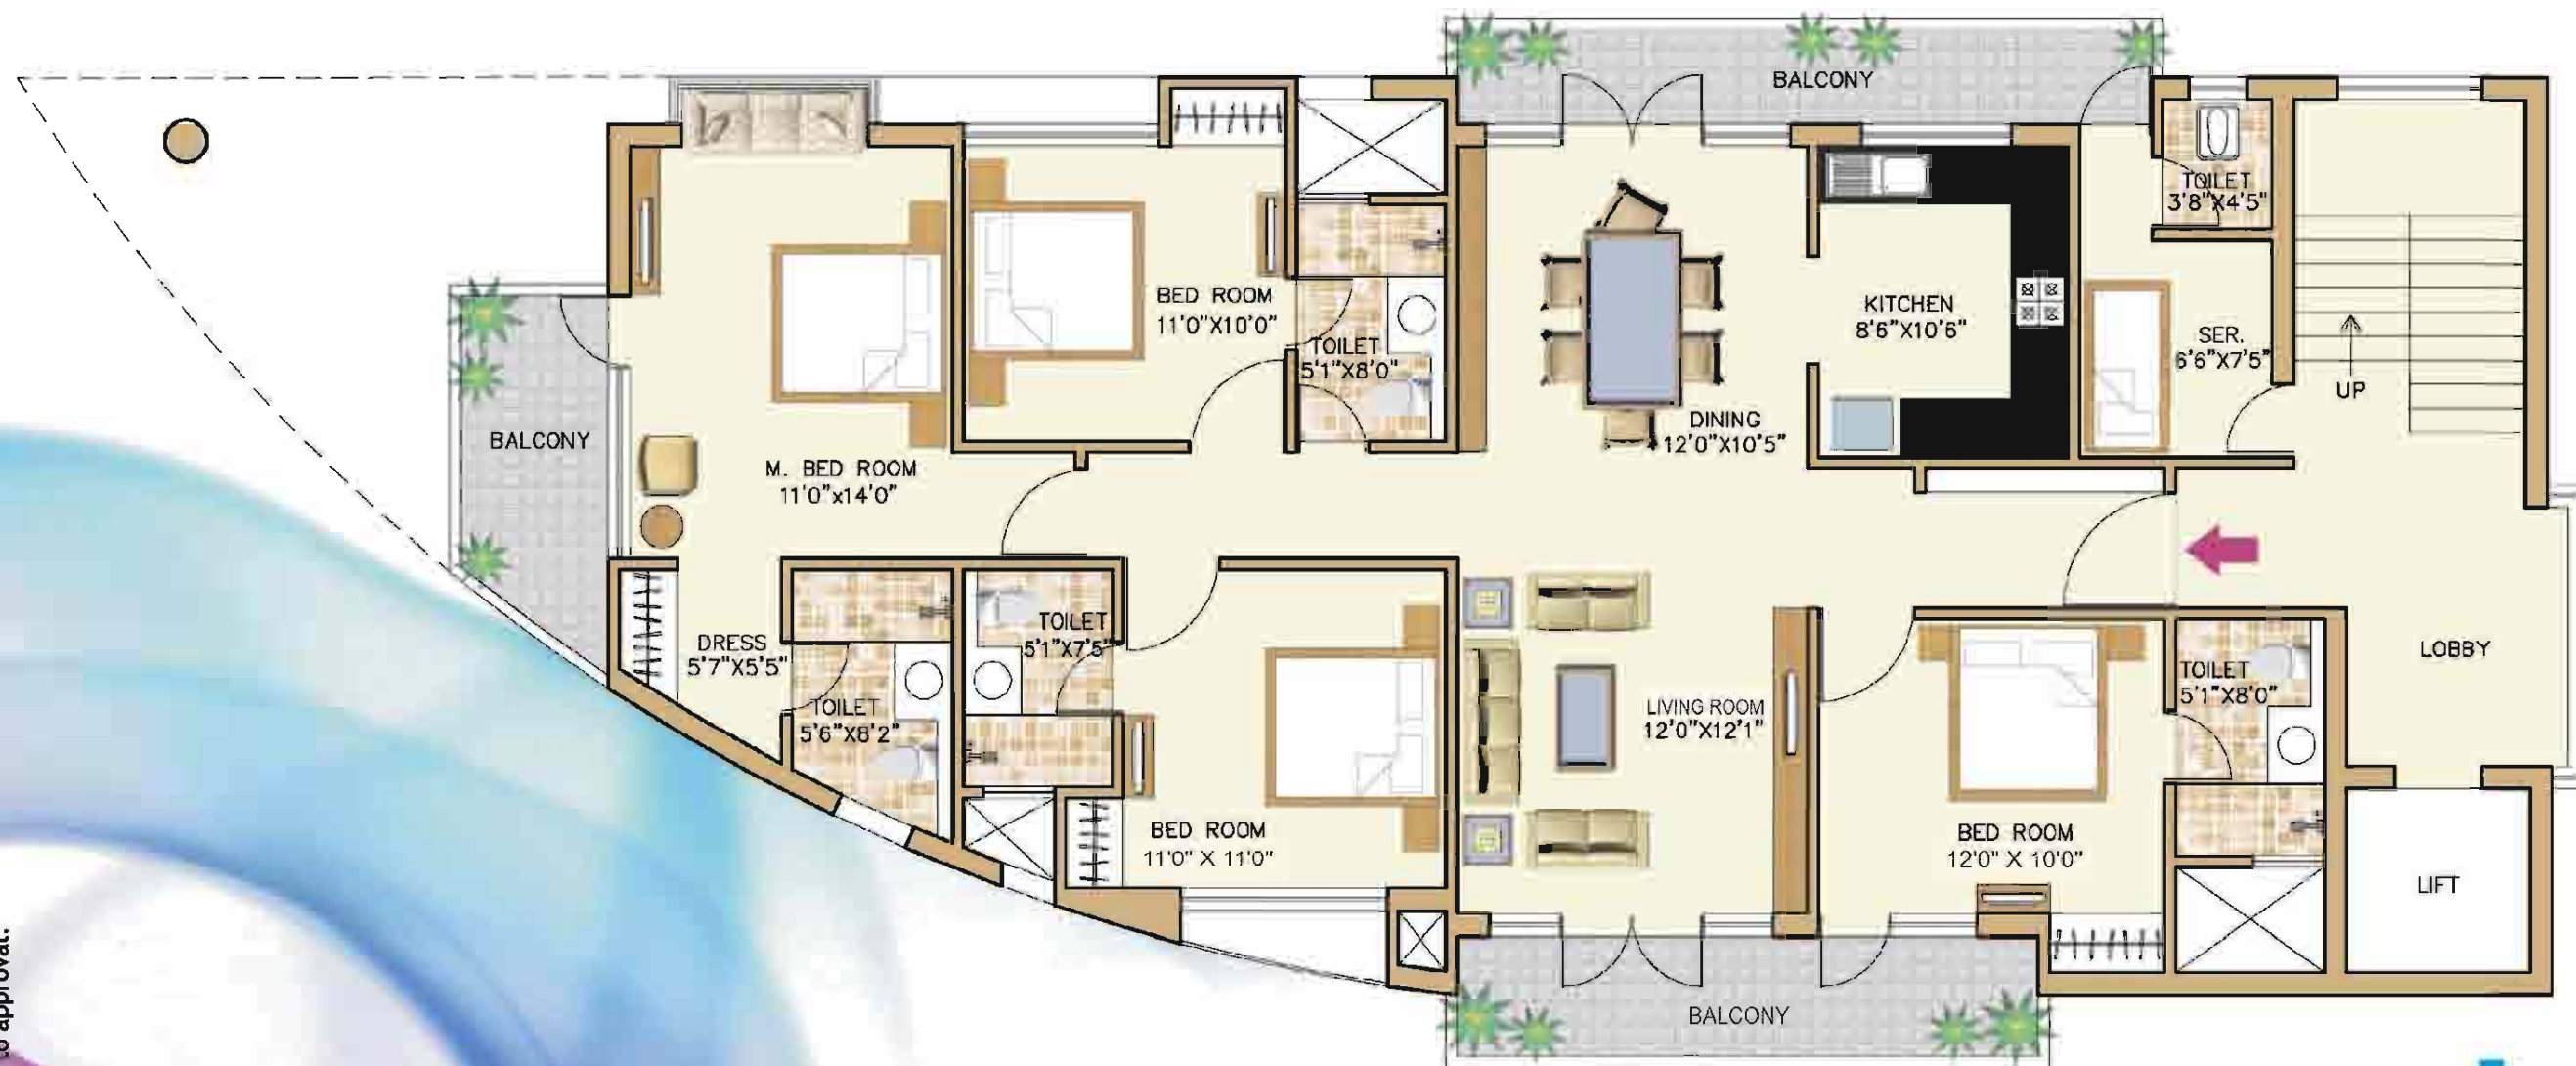 BALCONY
TOILET
3'8"X4'5"
BED ROOM
11'0"X10'0"
TOILET
5'1"X8'0"
KITCHEN
8'6"X10'6"
SER.
6'6"X7'5"
UP
DINING
12'0"X10'5"
BALCONY
M. BED ROOM
11'0"x14'0"
DRESS
5'7"X5'5"
TOILET
5'6"X8'2"
TOILET
5'1"X7'5"
LIVING ROOM
12'0"X12'1"
TOILET
5'1"X8'0"
LOBBY
BED ROOM
11'0" X 11'0"
BED ROOM
12'0" X 10'0"
LIFT
BALCONY
to approval.